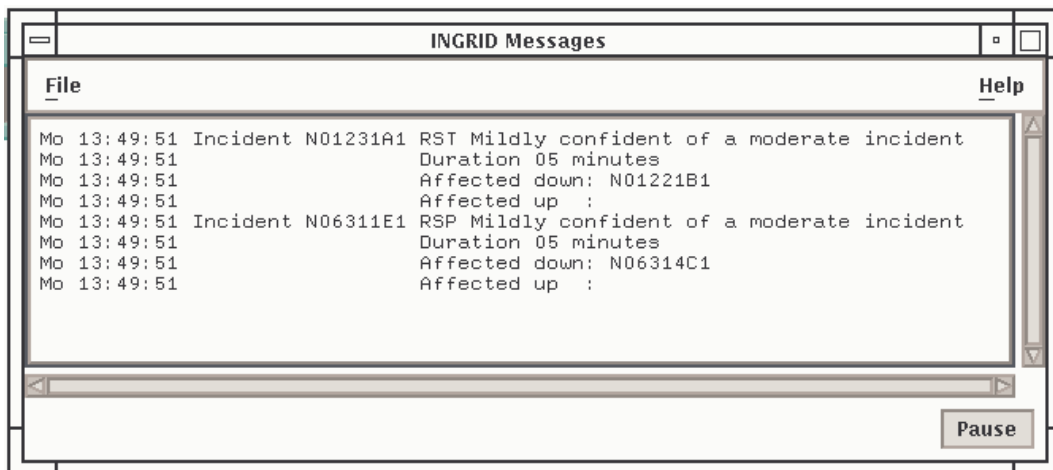 INGRID Messages
File Help
Mo 13:49:51 Incident N01231A1 RST Mildly confident of a moderate incident
Mo 13:49:51 Duration 05 minutes
Mo 13:49:51 Affected down: N01221B1
Mo 13:49:51 Affected up :
Mo 13:49:51 Incident N06311E1 RSP Mildly confident of a moderate incident
Mo 13:49:51 Duration 05 minutes
Mo 13:49:51 Affected down: N06314C1
Mo 13:49:51 Affected up :
Pause